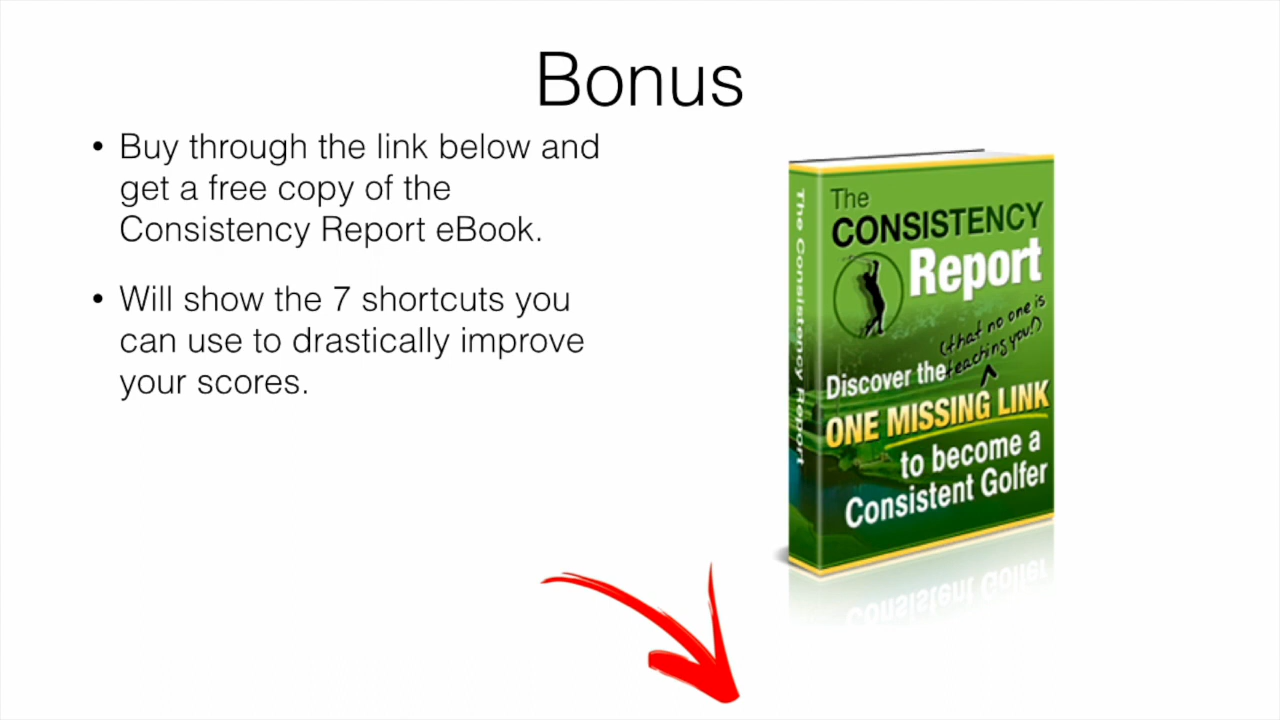 Bonus
• Buy through the link below and
get a free copy of the
Consistency Report eBook.
• Will show the 7 shortcuts you
can use to drastically improve
your scores.
The Consistency Report
The
CONSISTENCY
Report
(that no one is
teaching you!)
Discover the
ONE MISSING LINK
to become a
Consistent Golfer
Consistent Golfer